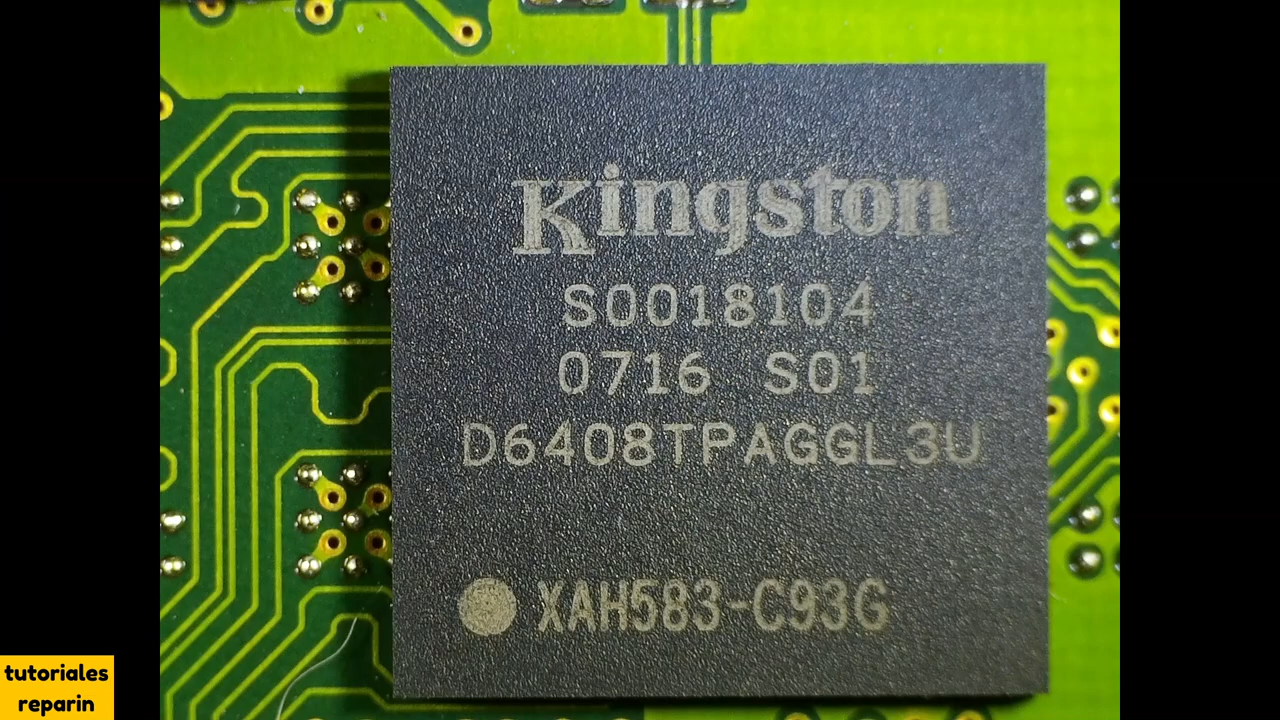 Kingston
S0018104
0716 S01
D6408TPAGGL3U
XAH583-C93G
tutoriales
reparin